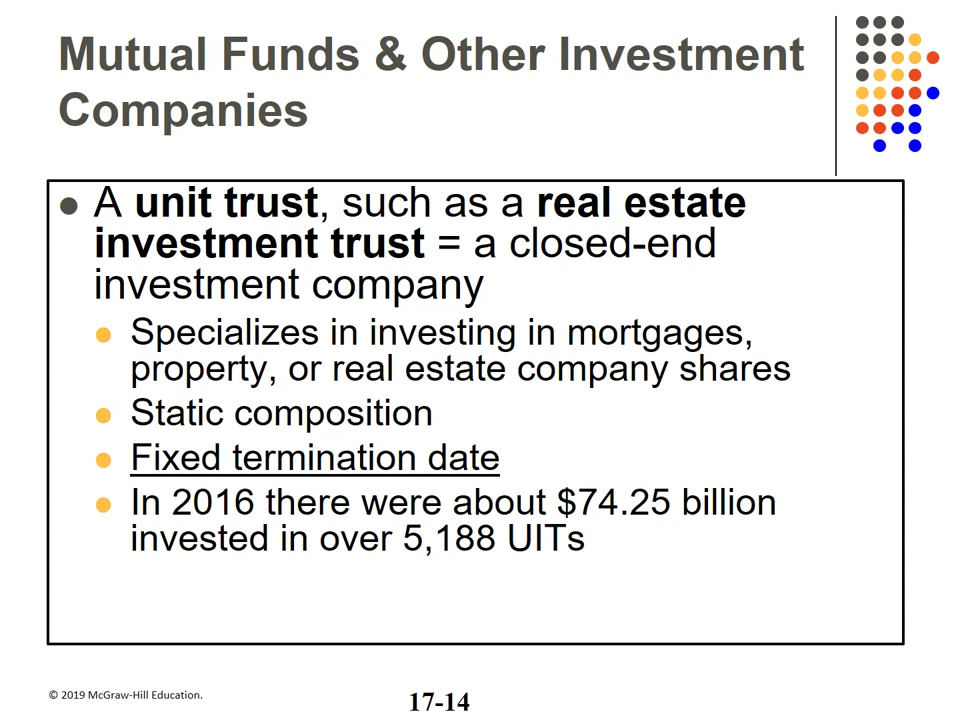 Mutual Funds & Other Investment
Companies
A unit trust, such as a real estate
investment trust = a closed-end
investment company
Specializes in investing in mortgages,
property, or real estate company shares
Static composition
Fixed termination date
In 2016 there were about $74.25 billion
invested in over 5,188 UITs
© 2019 McGraw-Hill Education.
17-14